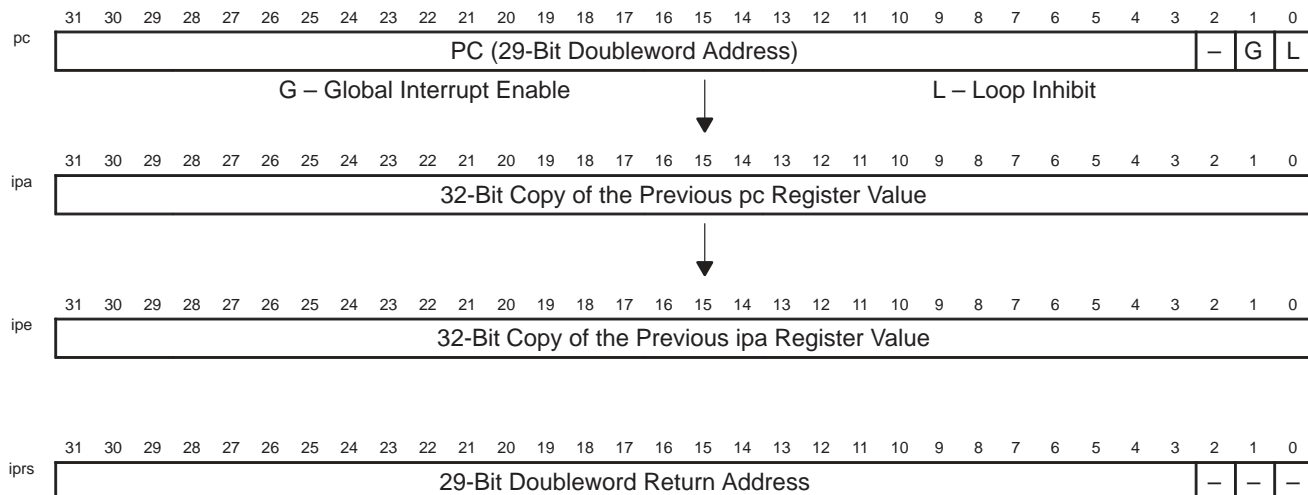 31 30 29 28 27 26 25 24 23 22 21 20 19 18 17 16 15 14 13 12 11 10 9 8 7 6 5 4 3 2 1 0
pc PC (29-Bit Doubleword Address) – G L
G – Global Interrupt Enable L – Loop Inhibit
31 30 29 28 27 26 25 24 23 22 21 20 19 18 17 16 15 14 13 12 11 10 9 8 7 6 5 4 3 2 1 0
ipa 32-Bit Copy of the Previous pc Register Value
31 30 29 28 27 26 25 24 23 22 21 20 19 18 17 16 15 14 13 12 11 10 9 8 7 6 5 4 3 2 1 0
ipe 32-Bit Copy of the Previous ipa Register Value
31 30 29 28 27 26 25 24 23 22 21 20 19 18 17 16 15 14 13 12 11 10 9 8 7 6 5 4 3 2 1 0
iprs 29-Bit Doubleword Return Address – – –